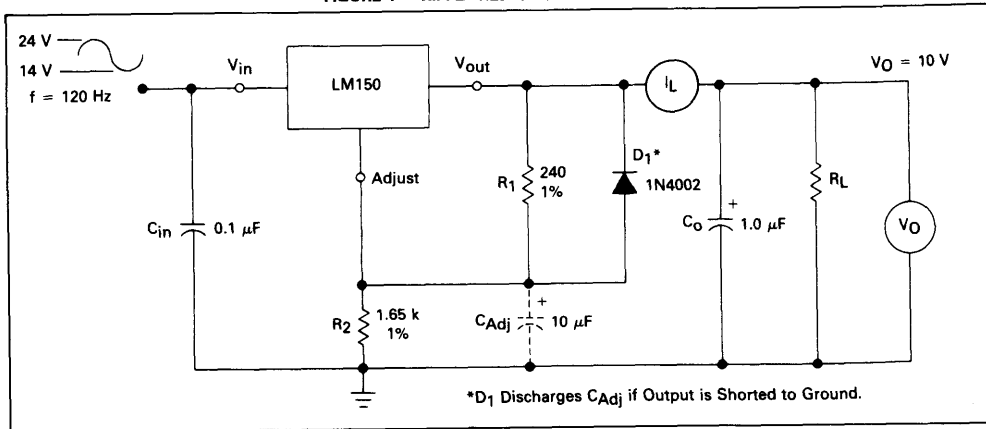 24 V
14 V
f = 120 Hz
Vin
LM150
Vout
IL
VO = 10 V
Adjust
R1
240
1%
D1*
1N4002
Cin
0.1 µF
Co
+
1.0 µF
RL
VO
R2
1.65 k
1%
CAdj
+
10 µF
*D1 Discharges CAdj if Output is Shorted to Ground.